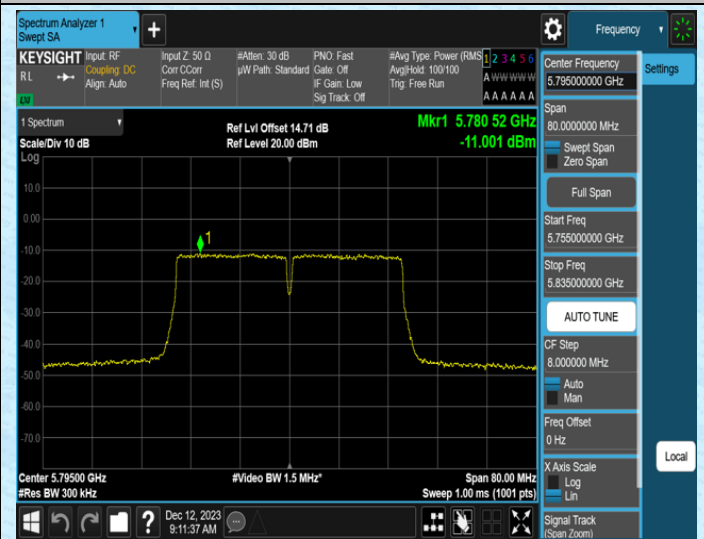 Spectrum Analyzer 1
Swept SA
+
Frequency
KEYSIGHT
RL
LXI
Input: RF
Coupling: DC
Align: Auto
Input Z: 50 Ω
Corr CCorr
Freq Ref: Int (S)
#Atten: 30 dB
µW Path: Standard
PNO: Fast
Gate: Off
IF Gain: Low
Sig Track: Off
#Avg Type: Power (RMS
Avg|Hold: 100/100
Trig: Free Run
1 2 3 4 5 6
A W W W W W
A A A A A A
Settings
1 Spectrum
Scale/Div 10 dB
Log
Ref Lvl Offset 14.71 dB
Ref Level 20.00 dBm
Mkr1 5.780 52 GHz
-11.001 dBm
10.0
0.00
-10.0
-20.0
-30.0
-40.0
-50.0
-60.0
-70.0
1
Center 5.79500 GHz
#Res BW 300 kHz
#Video BW 1.5 MHz*
Span 80.00 MHz
Sweep 1.00 ms (1001 pts)
?
Dec 12, 2023
9:11:37 AM
Center Frequency
5.795000000 GHz
Span
80.0000000 MHz
Swept Span
Zero Span
Full Span
Start Freq
5.755000000 GHz
Stop Freq
5.835000000 GHz
AUTO TUNE
CF Step
8.000000 MHz
Auto
Man
Freq Offset
0 Hz
X Axis Scale
Log
Lin
Signal Track
(Span Zoom)
Local